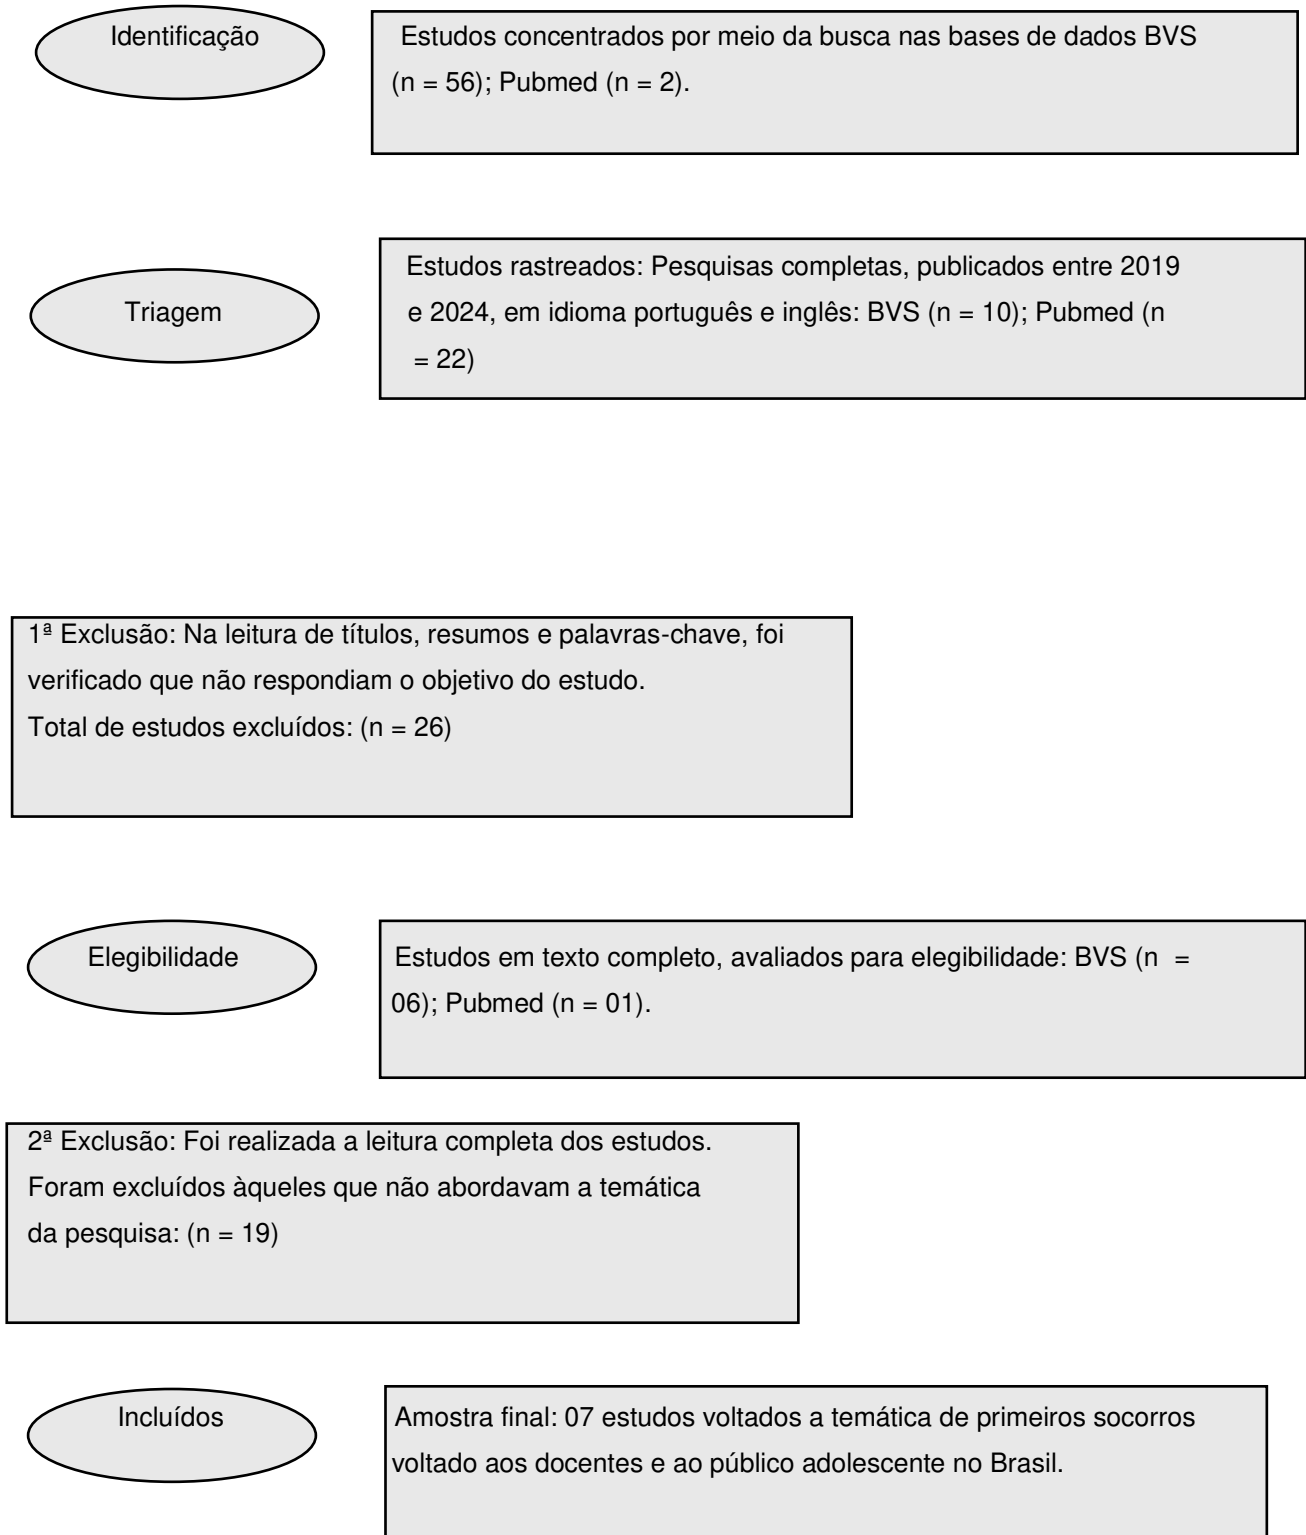 Identificação
Estudos concentrados por meio da busca nas bases de dados BVS
(n = 56); Pubmed (n = 2).
Triagem
Estudos rastreados: Pesquisas completas, publicados entre 2019
e 2024, em idioma português e inglês: BVS (n = 10); Pubmed (n
= 22)
1ª Exclusão: Na leitura de títulos, resumos e palavras-chave, foi
verificado que não respondiam o objetivo do estudo.
Total de estudos excluídos: (n = 26)
Elegibilidade
Estudos em texto completo, avaliados para elegibilidade: BVS (n =
06); Pubmed (n = 01).
2ª Exclusão: Foi realizada a leitura completa dos estudos.
Foram excluídos àqueles que não abordavam a temática
da pesquisa: (n = 19)
Incluídos
Amostra final: 07 estudos voltados a temática de primeiros socorros
voltado aos docentes e ao público adolescente no Brasil.